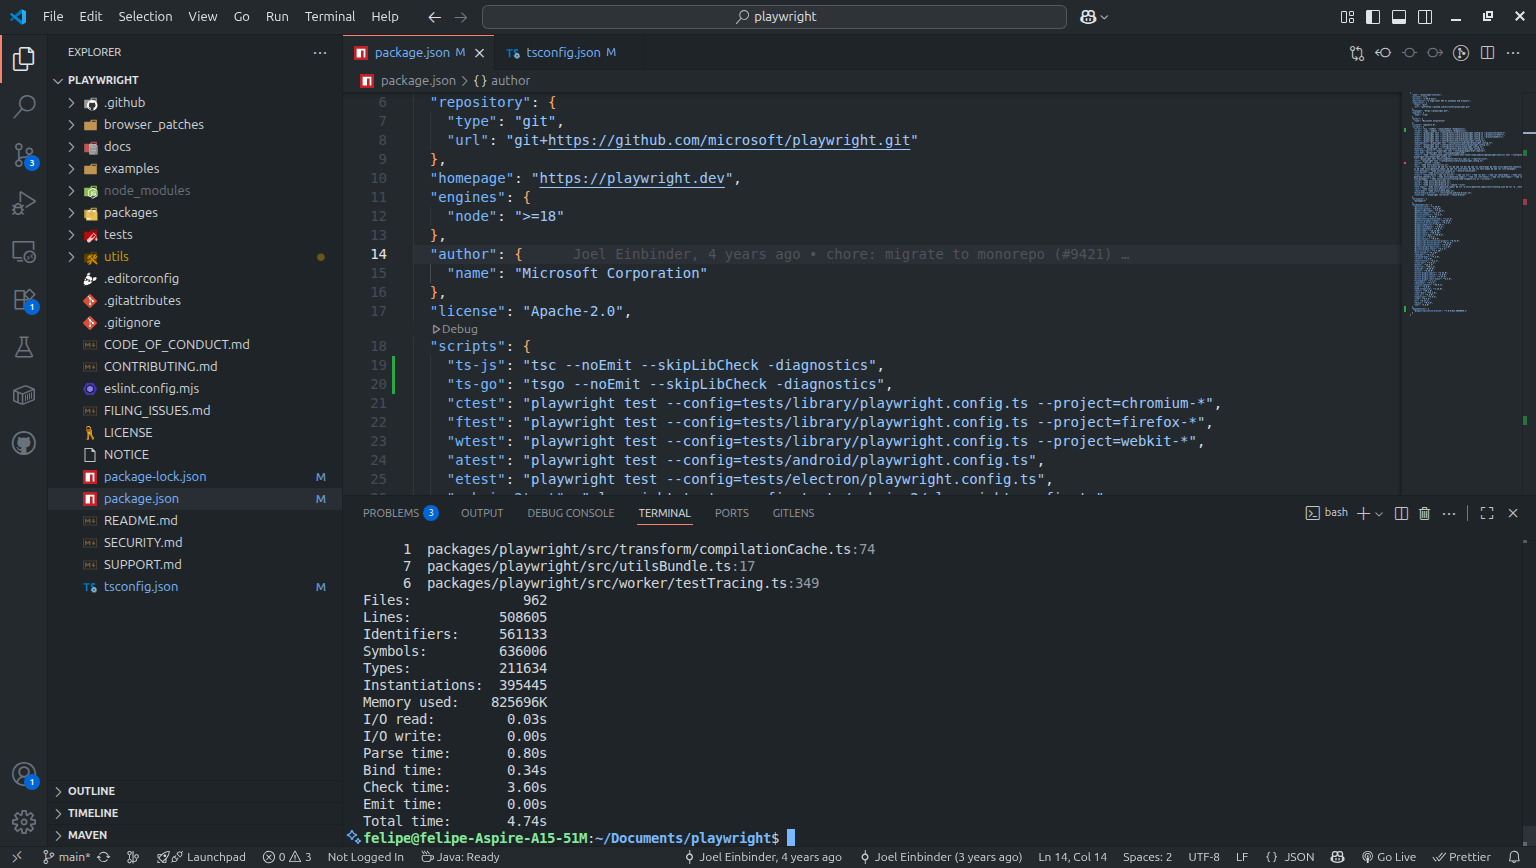 File Edit Selection View Go Run Terminal Help
playwright
EXPLORER
PLAYWRIGHT
.github
browser_patches
docs
examples
node_modules
packages
tests
utils
.editorconfig
.gitattributes
.gitignore
CODE_OF_CONDUCT.md
CONTRIBUTING.md
eslint.config.mjs
FILING_ISSUES.md
LICENSE
NOTICE
package-lock.json M
package.json M
README.md
SECURITY.md
SUPPORT.md
tsconfig.json M
OUTLINE
TIMELINE
MAVEN
3
1
1
package.json M
tsconfig.json M
package.json > {} author
6 "repository": {
7 "type": "git",
8 "url": "git+https://github.com/microsoft/playwright.git"
9 },
10 "homepage": "https://playwright.dev",
11 "engines": {
12 "node": ">=18"
13 },
14 "author": { Joel Einbinder, 4 years ago • chore: migrate to monorepo (#9421) …
15 "name": "Microsoft Corporation"
16 },
17 "license": "Apache-2.0",
Debug
18 "scripts": {
19 "ts-js": "tsc --noEmit --skipLibCheck -diagnostics",
20 "ts-go": "tsgo --noEmit --skipLibCheck -diagnostics",
21 "ctest": "playwright test --config=tests/library/playwright.config.ts --project=chromium-*",
22 "ftest": "playwright test --config=tests/library/playwright.config.ts --project=firefox-*",
23 "wtest": "playwright test --config=tests/library/playwright.config.ts --project=webkit-*",
24 "atest": "playwright test --config=tests/android/playwright.config.ts",
25 "etest": "playwright test --config=tests/electron/playwright.config.ts",
PROBLEMS 3 OUTPUT DEBUG CONSOLE TERMINAL PORTS GITLENS
bash
1 packages/playwright/src/transform/compilationCache.ts:74
7 packages/playwright/src/utilsBundle.ts:17
6 packages/playwright/src/worker/testTracing.ts:349
Files: 962
Lines: 508605
Identifiers: 561133
Symbols: 636006
Types: 211634
Instantiations: 395445
Memory used: 825696K
I/O read: 0.03s
I/O write: 0.00s
Parse time: 0.80s
Bind time: 0.34s
Check time: 3.60s
Emit time: 0.00s
Total time: 4.74s
felipe@felipe-Aspire-A15-51M:~/Documents/playwright$
main* Launchpad 0 3 Not Logged In Java: Ready Joel Einbinder, 4 years ago Joel Einbinder (3 years ago) Ln 14, Col 14 Spaces: 2 UTF-8 LF {} JSON Go Live Prettier